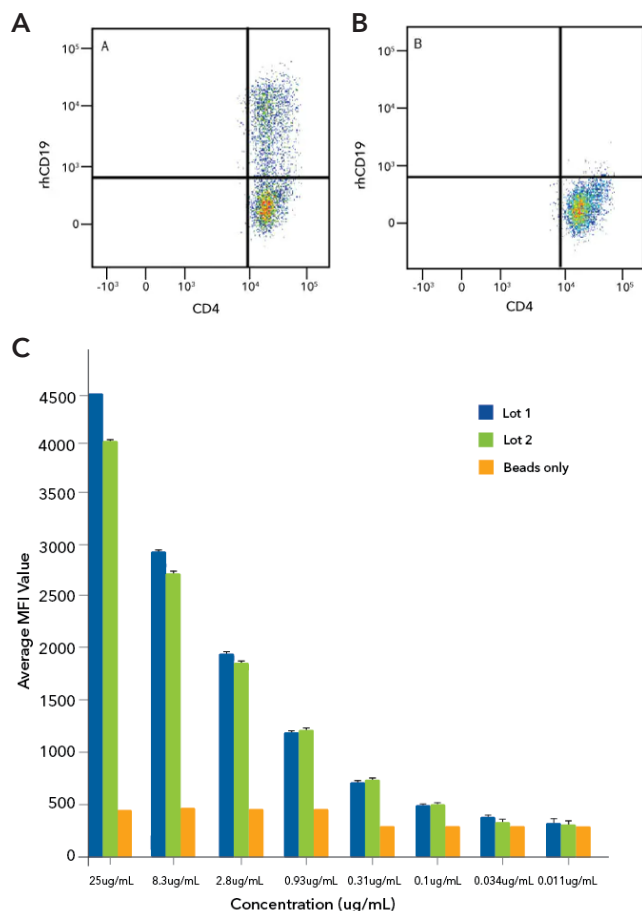 A
A
rhCD19
10⁵
10⁴
10³
0
-10³ 0 10³ 10⁴ 10⁵
CD4
B
B
rhCD19
10⁵
10⁴
10³
0
-10³ 0 10³ 10⁴ 10⁵
CD4
C
Average MFI Value
4500
4000
3500
3000
2500
2000
1500
1000
500
0
Lot 1
Lot 2
Beads only
25ug/mL 8.3ug/mL 2.8ug/mL 0.93ug/mL 0.31ug/mL 0.1ug/mL 0.034ug/mL 0.011ug/mL
Concentration (ug/mL)